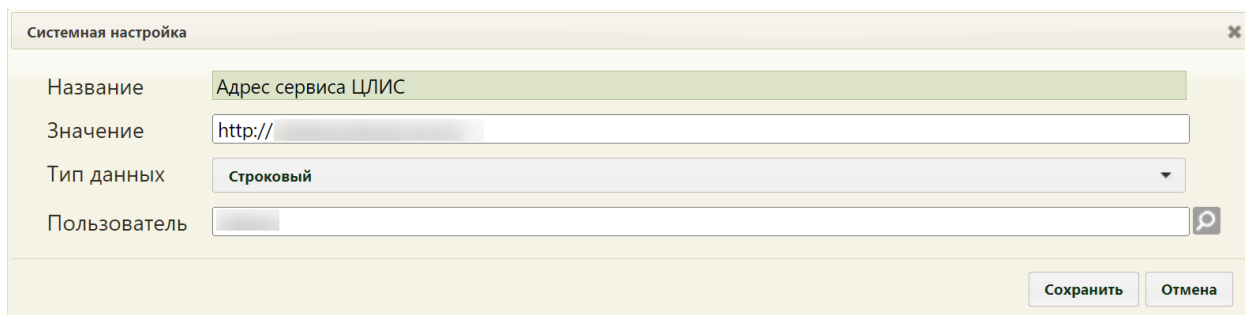 Системная настройка
Название Адрес сервиса ЦЛИС
Значение http://
Тип данных Строковый
Пользователь
Сохранить Отмена